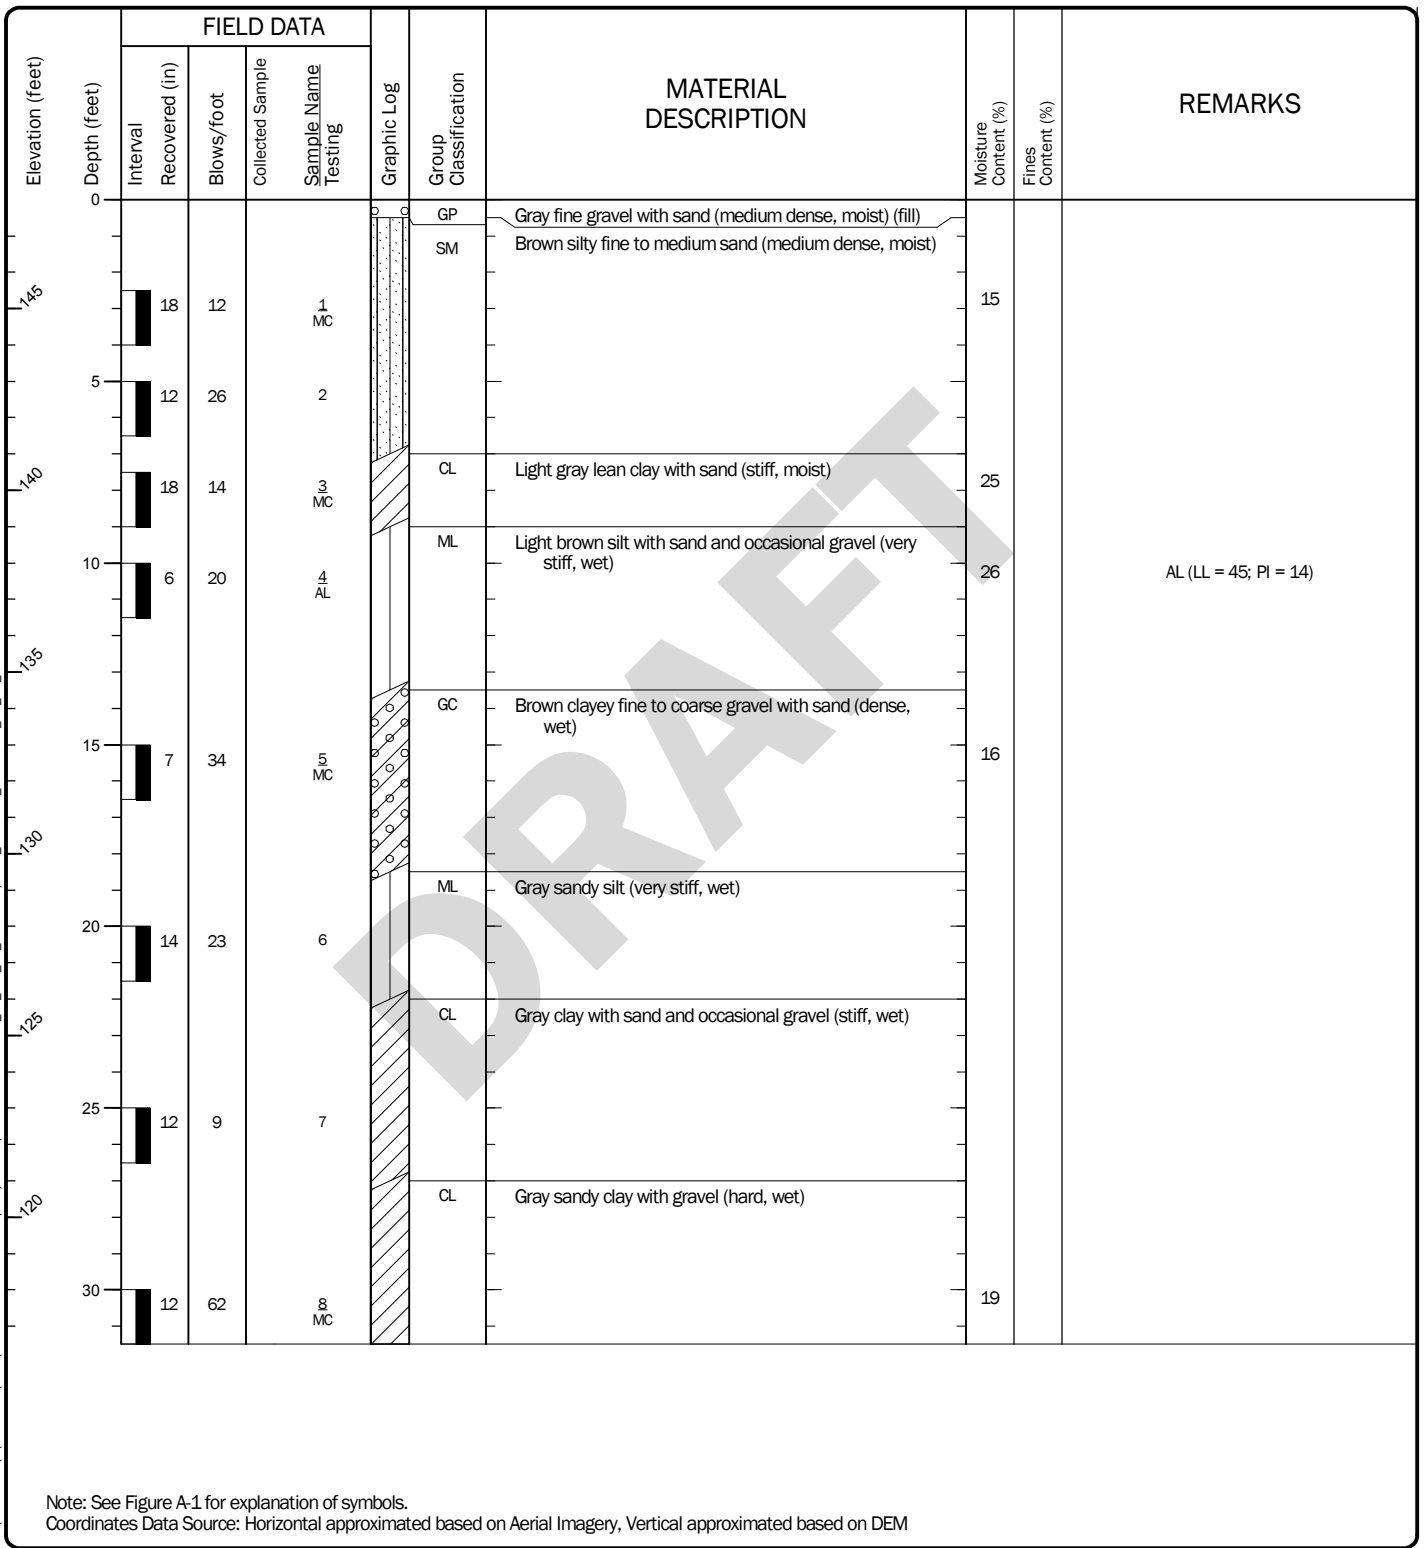 FIELD DATA
Elevation (feet)
Depth (feet)
Interval
Recovered (in)
Blows/foot
Collected Sample
Sample Name
Testing
Graphic Log
Group
Classification
MATERIAL
DESCRIPTION
Moisture
Content (%)
Fines
Content (%)
REMARKS
0
GP
Gray fine gravel with sand (medium dense, moist) (fill)
SM
Brown silty fine to medium sand (medium dense, moist)
145
18
12
1
MC
15
5
12
26
2
CL
Light gray lean clay with sand (stiff, moist)
140
18
14
3
MC
25
ML
Light brown silt with sand and occasional gravel (very
stiff, wet)
10
6
20
4
AL
26
AL (LL = 45; PI = 14)
135
GC
Brown clayey fine to coarse gravel with sand (dense,
wet)
15
7
34
5
MC
16
130
ML
Gray sandy silt (very stiff, wet)
20
14
23
6
125
CL
Gray clay with sand and occasional gravel (stiff, wet)
25
12
9
7
120
CL
Gray sandy clay with gravel (hard, wet)
30
12
62
8
MC
19
DRAFT
Note: See Figure A-1 for explanation of symbols.
Coordinates Data Source: Horizontal approximated based on Aerial Imagery, Vertical approximated based on DEM